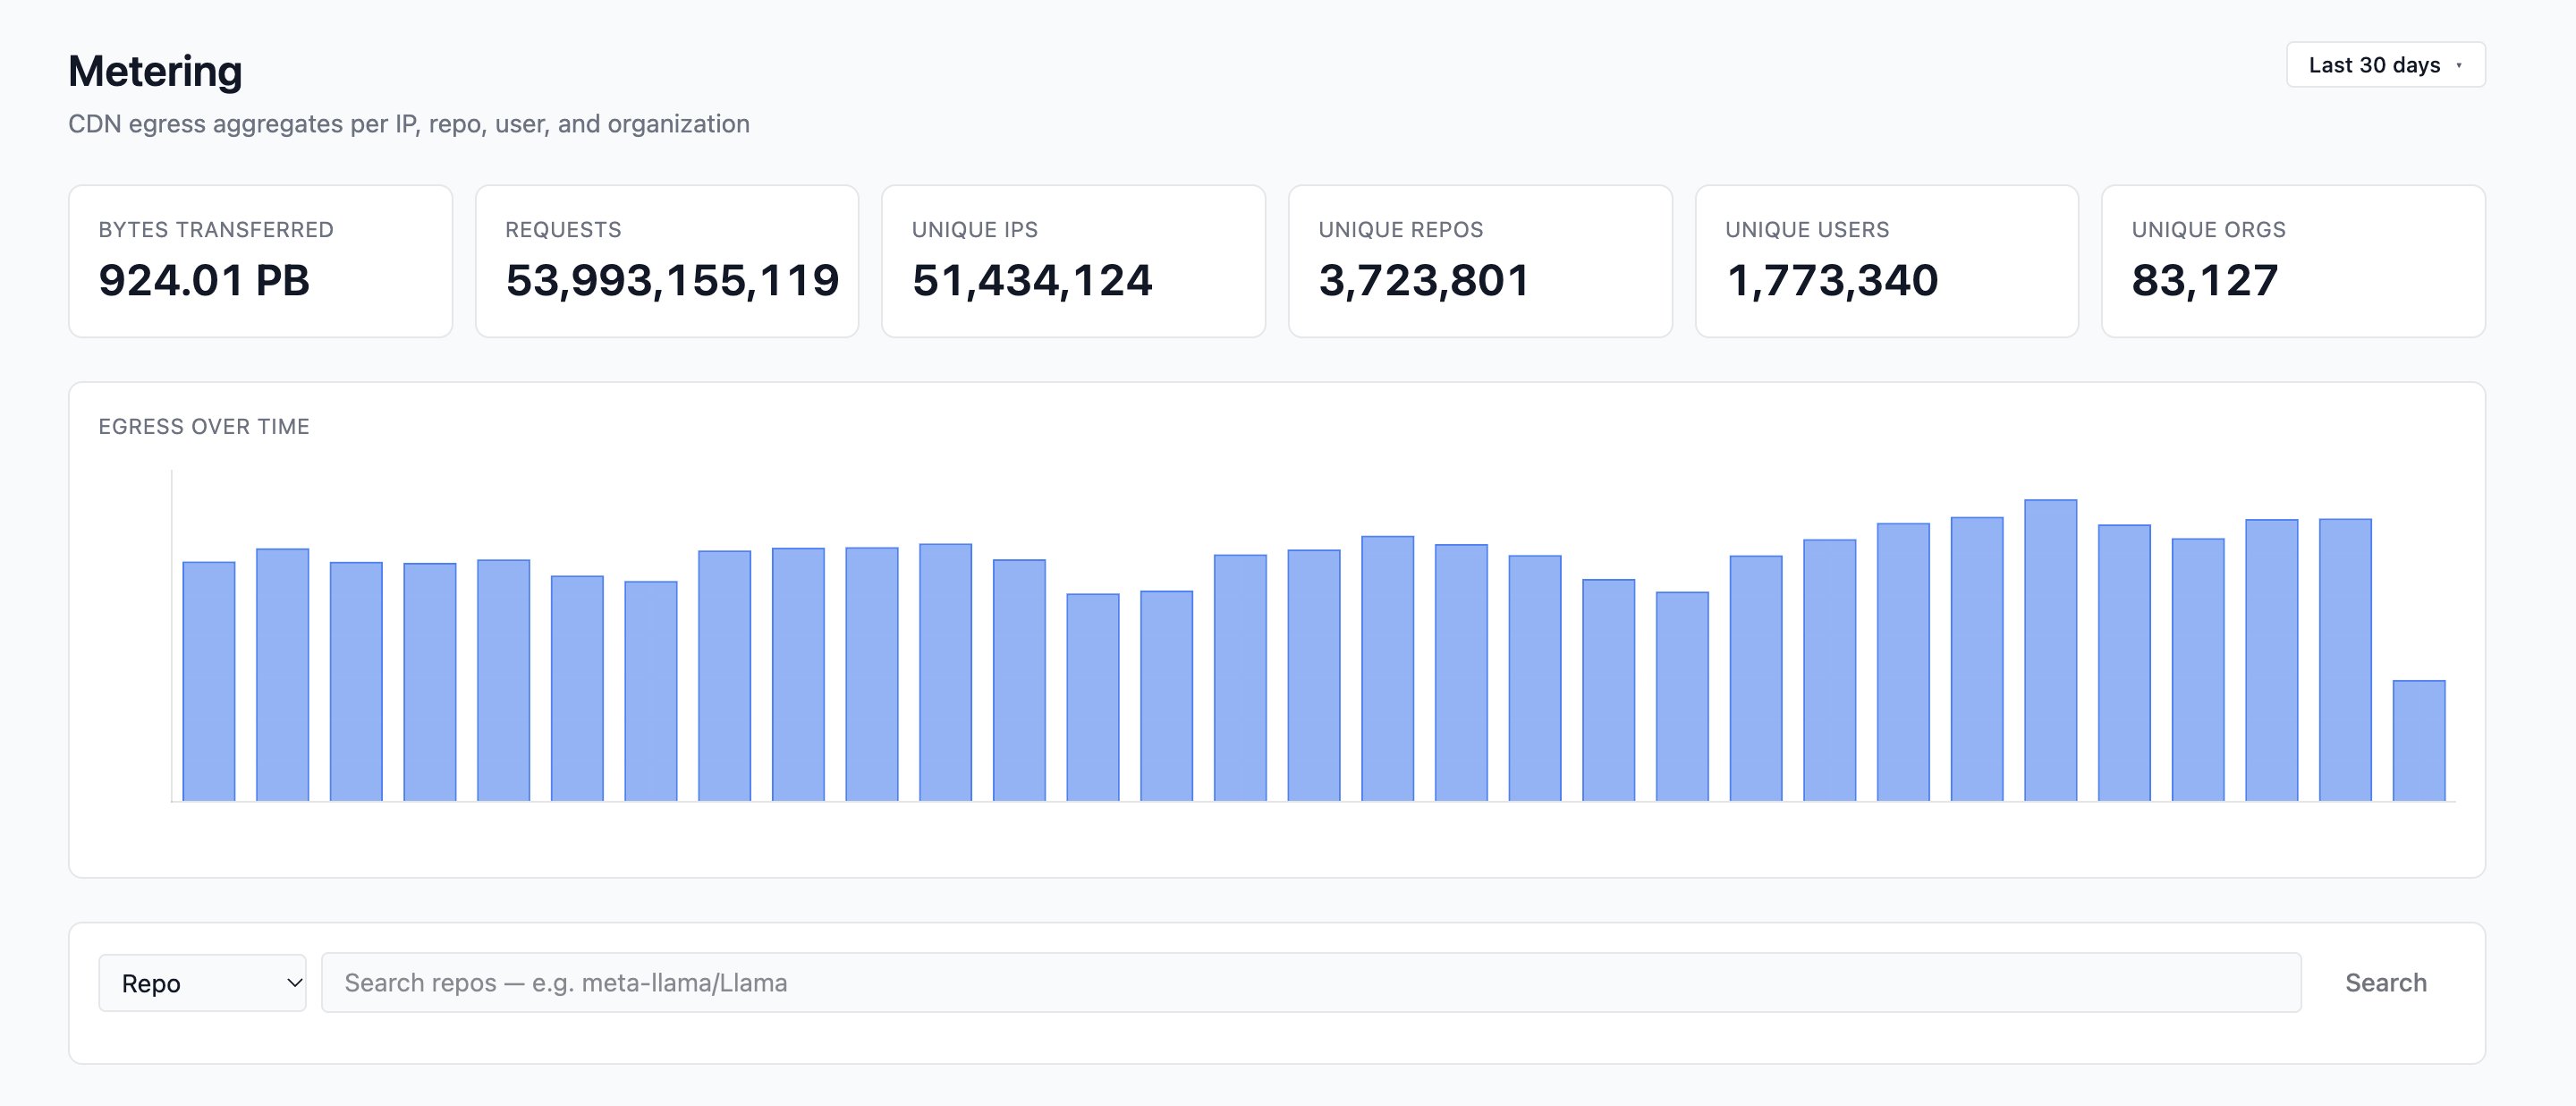 Metering
Last 30 days
CDN egress aggregates per IP, repo, user, and organization
BYTES TRANSFERRED
924.01 PB
REQUESTS
53,993,155,119
UNIQUE IPS
51,434,124
UNIQUE REPOS
3,723,801
UNIQUE USERS
1,773,340
UNIQUE ORGS
83,127
EGRESS OVER TIME
Repo
Search repos — e.g. meta-llama/Llama
Search